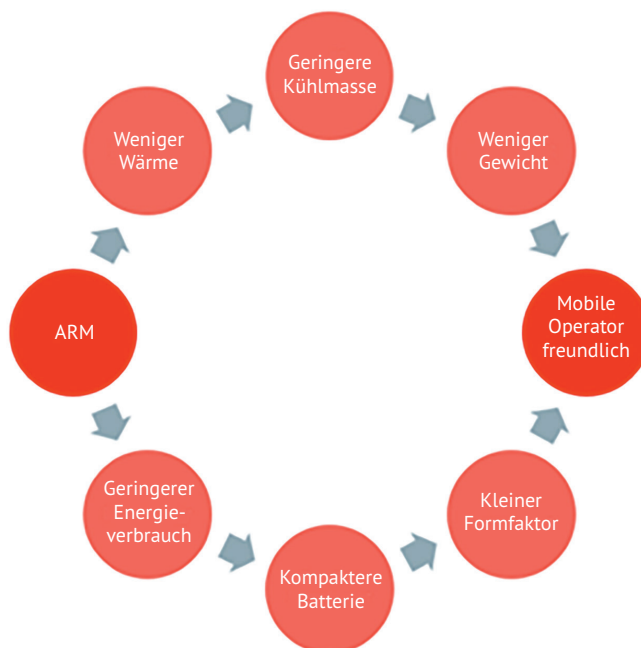 Geringere
Kühlmasse
Weniger
Wärme
Weniger
Gewicht
ARM
Mobile
Operator
freundlich
Geringerer
Energie-
verbrauch
Kleiner
Formfaktor
Kompaktere
Batterie